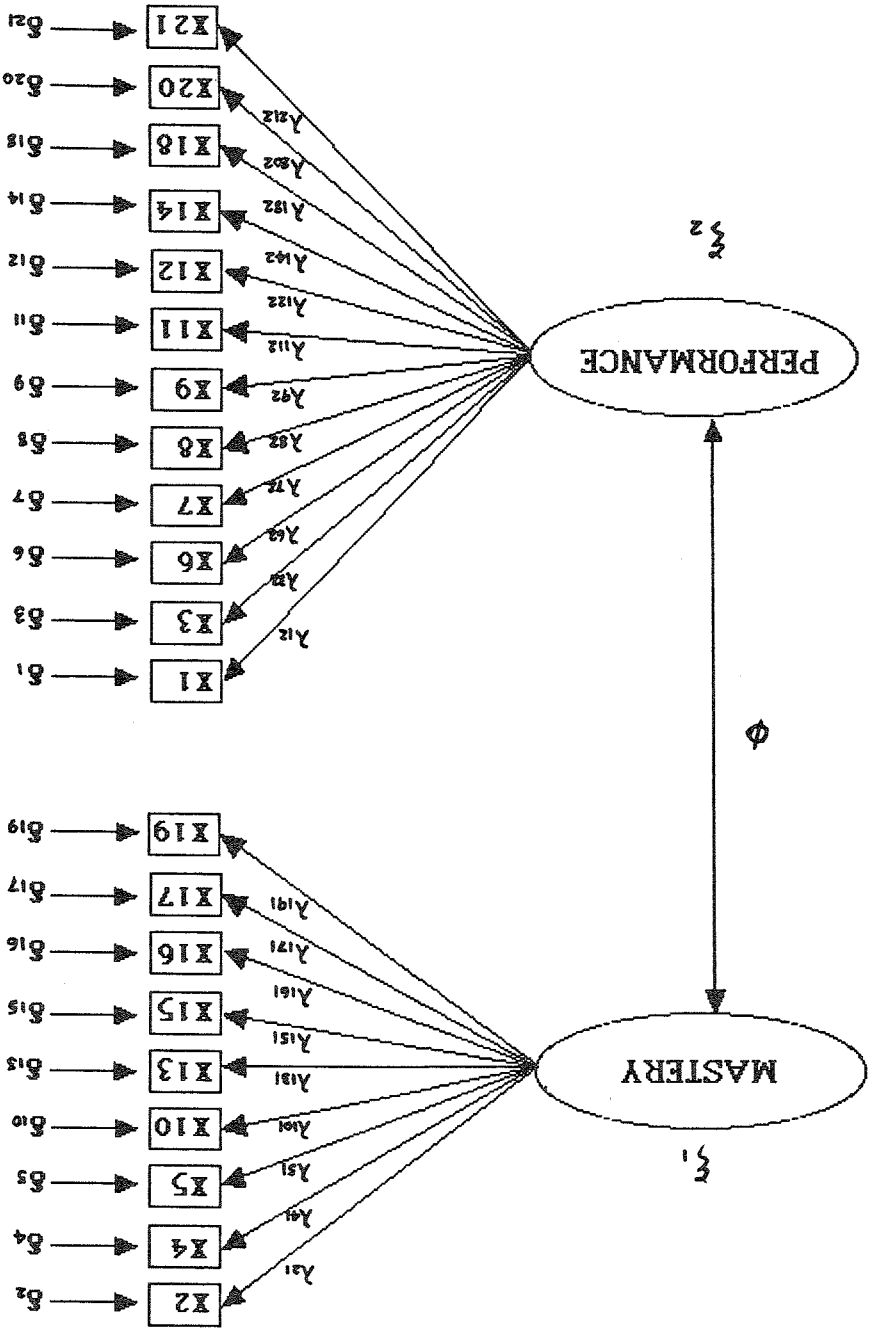 λ21 X2 δ2
λ41 X4 δ4
ξ1 λ51 X5 δ5
λ101 X10 δ10
MASTERY λ131 X13 δ13
λ151 X15 δ15
λ161 X16 δ16
λ171 X17 δ17
λ191 X19 δ19
ϕ
X1 δ1
λ12 X3 δ3
λ32 X6 δ6
λ62 X7 δ7
λ72 X8 δ8
λ82 X9 δ9
PERFORMANCE λ92
λ112 X11 δ11
λ122 X12 δ12
ξ2 λ142 X14 δ14
λ182 X18 δ18
λ202 X20 δ20
λ212 X21 δ21